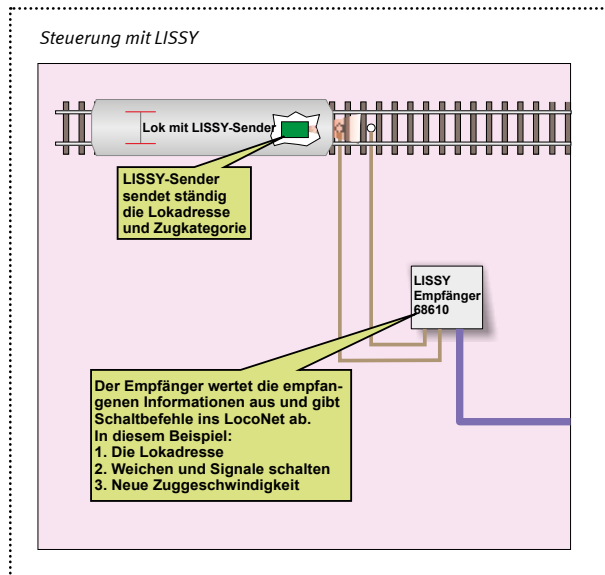 Steuerung mit LISSY
Lok mit LISSY-Sender
LISSY-Sender
sendet ständig
die Lokadresse
und Zugkategorie
LISSY
Empfänger
68610
Der Empfänger wertet die empfan-
genen Informationen aus und gibt
Schaltbefehle ins LocoNet ab.
In diesem Beispiel:
1. Die Lokadresse
2. Weichen und Signale schalten
3. Neue Zuggeschwindigkeit